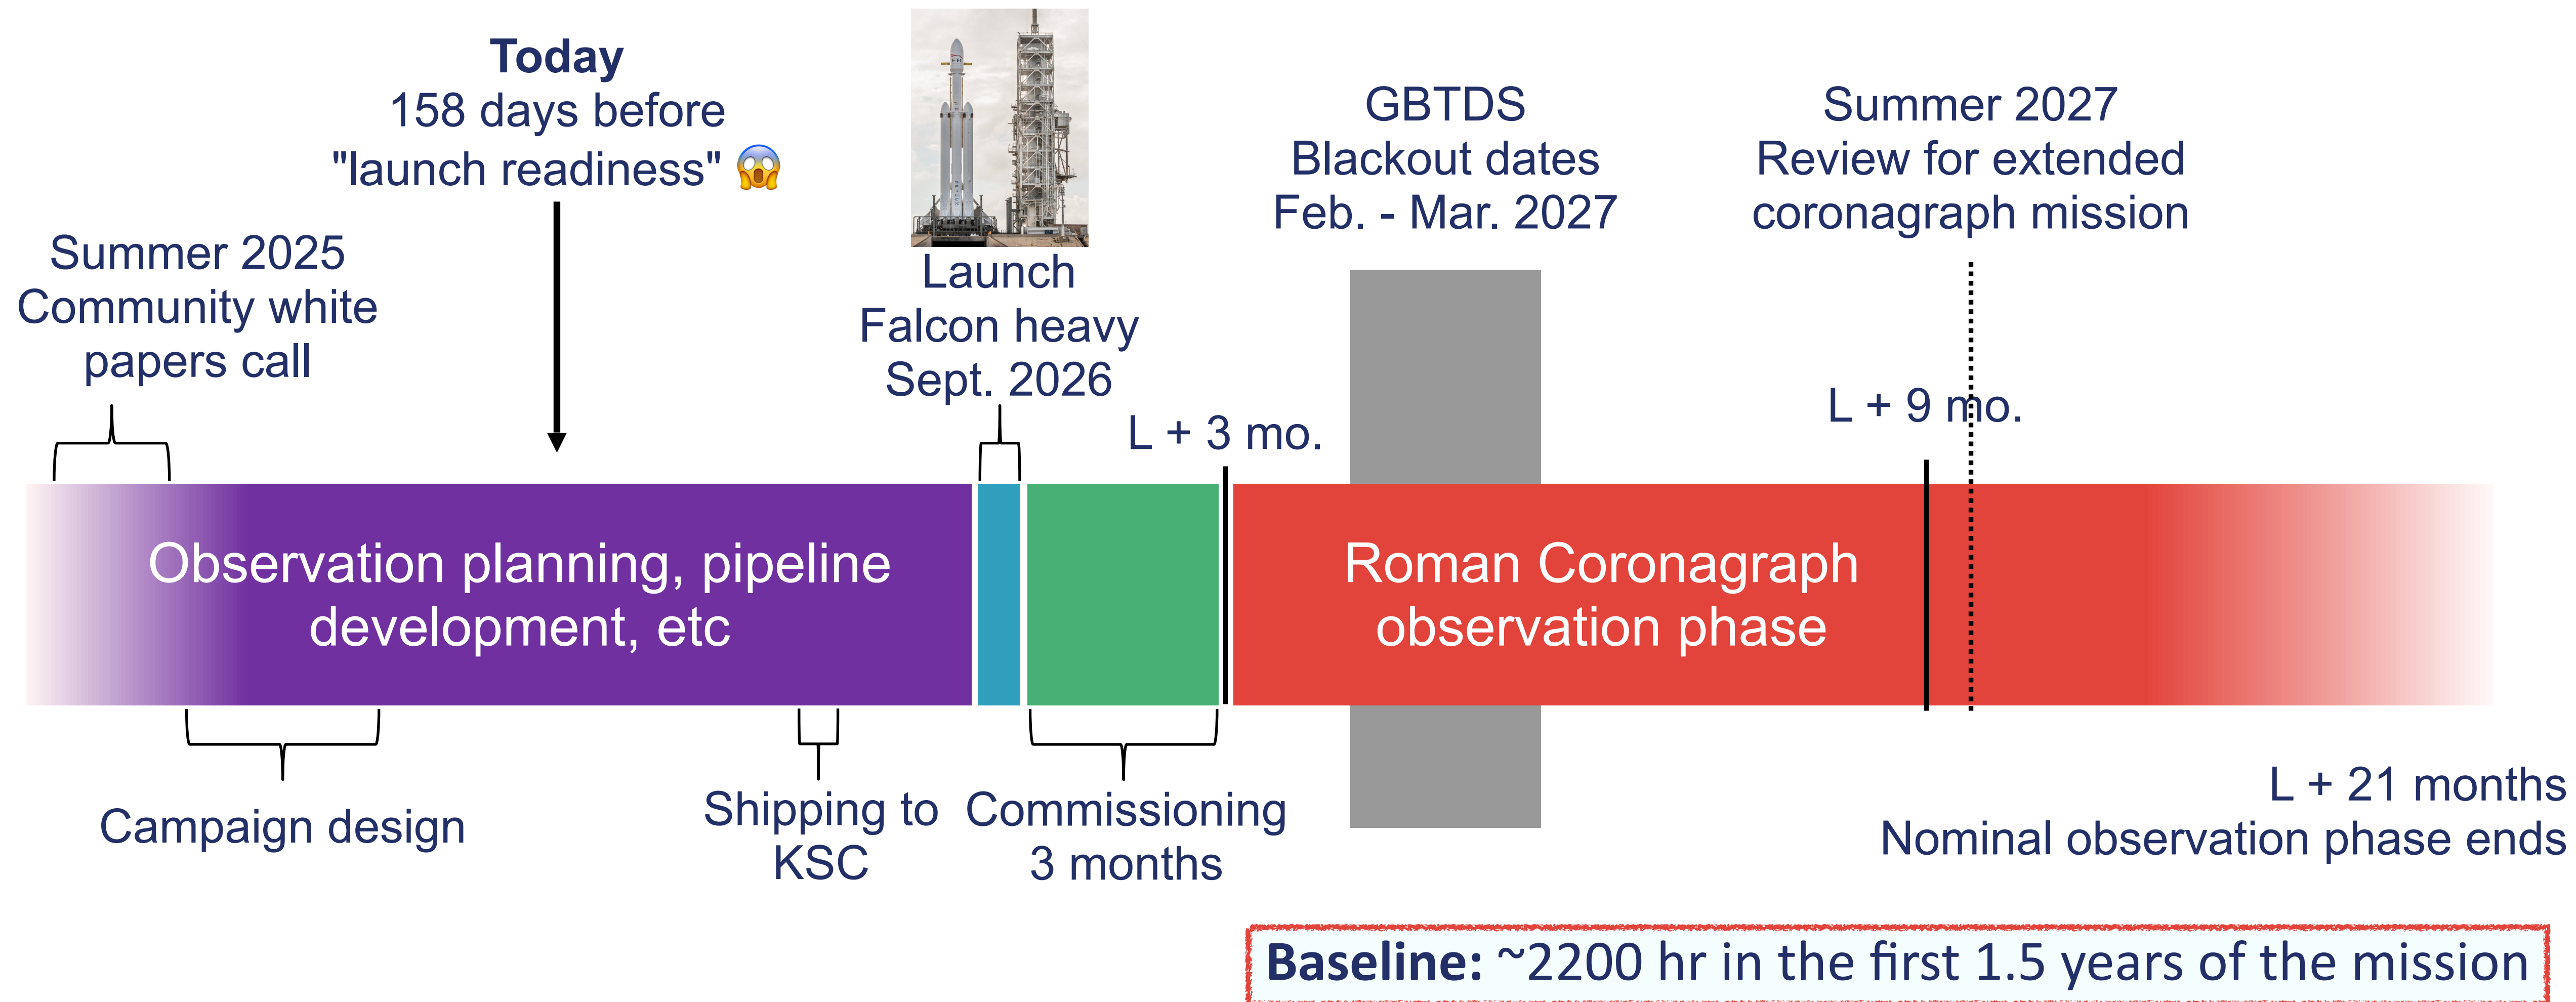 Today
158 days before
"launch readiness" 😱
Summer 2025
Community white
papers call
Launch
Falcon heavy
Sept. 2026
L + 3 mo.
GBTDS
Blackout dates
Feb. - Mar. 2027
Summer 2027
Review for extended
coronagraph mission
L + 9 mo.
Observation planning, pipeline
development, etc
Roman Coronagraph
observation phase
Campaign design
Shipping to
KSC
Commissioning
3 months
L + 21 months
Nominal observation phase ends
Baseline: ~2200 hr in the first 1.5 years of the mission